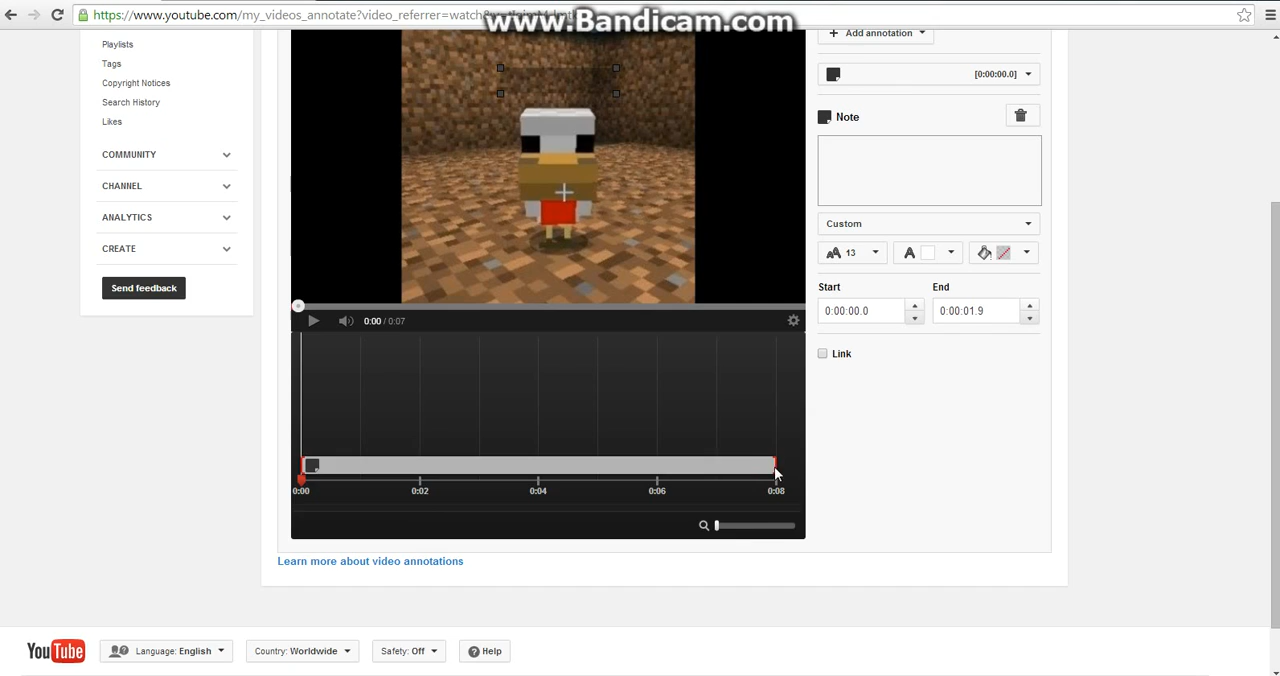 https://www.youtube.com/my_videos_annotate?video_referrer=watch
www.Bandicam.com
Playlists
Tags
Copyright Notices
Search History
Likes
COMMUNITY
CHANNEL
ANALYTICS
CREATE
Send feedback
+ Add annotation
[0:00:00.0]
Note
Custom
AA 13
A
Start
End
0:00:00.0
0:00:01.9
Link
0:00 / 0:07
0:00
0:02
0:04
0:06
0:08
Learn more about video annotations
YouTube
Language: English
Country: Worldwide
Safety: Off
Help